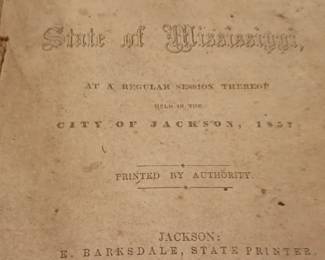 State of Mississippi,
AT A REGULAR SESSION THEREOF
HELD IN THE
CITY OF JACKSON, 1857
PRINTED BY AUTHORITY.
JACKSON:
E. BARKSDALE, STATE PRINTER.